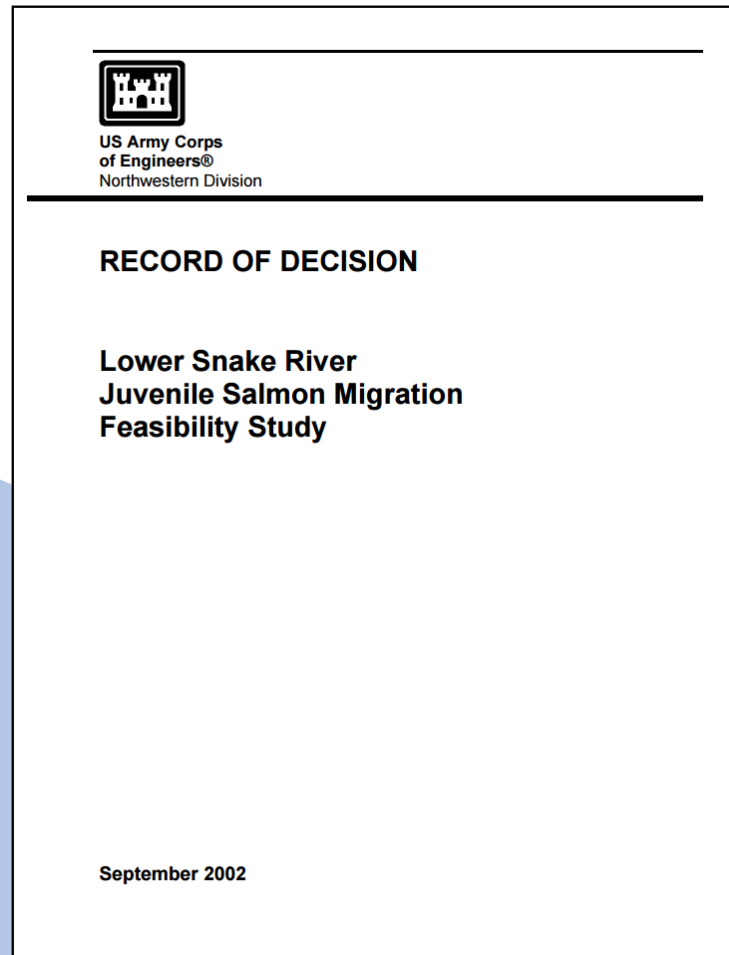 US Army Corps
of Engineers®
Northwestern Division
RECORD OF DECISION
Lower Snake River
Juvenile Salmon Migration
Feasibility Study
September 2002